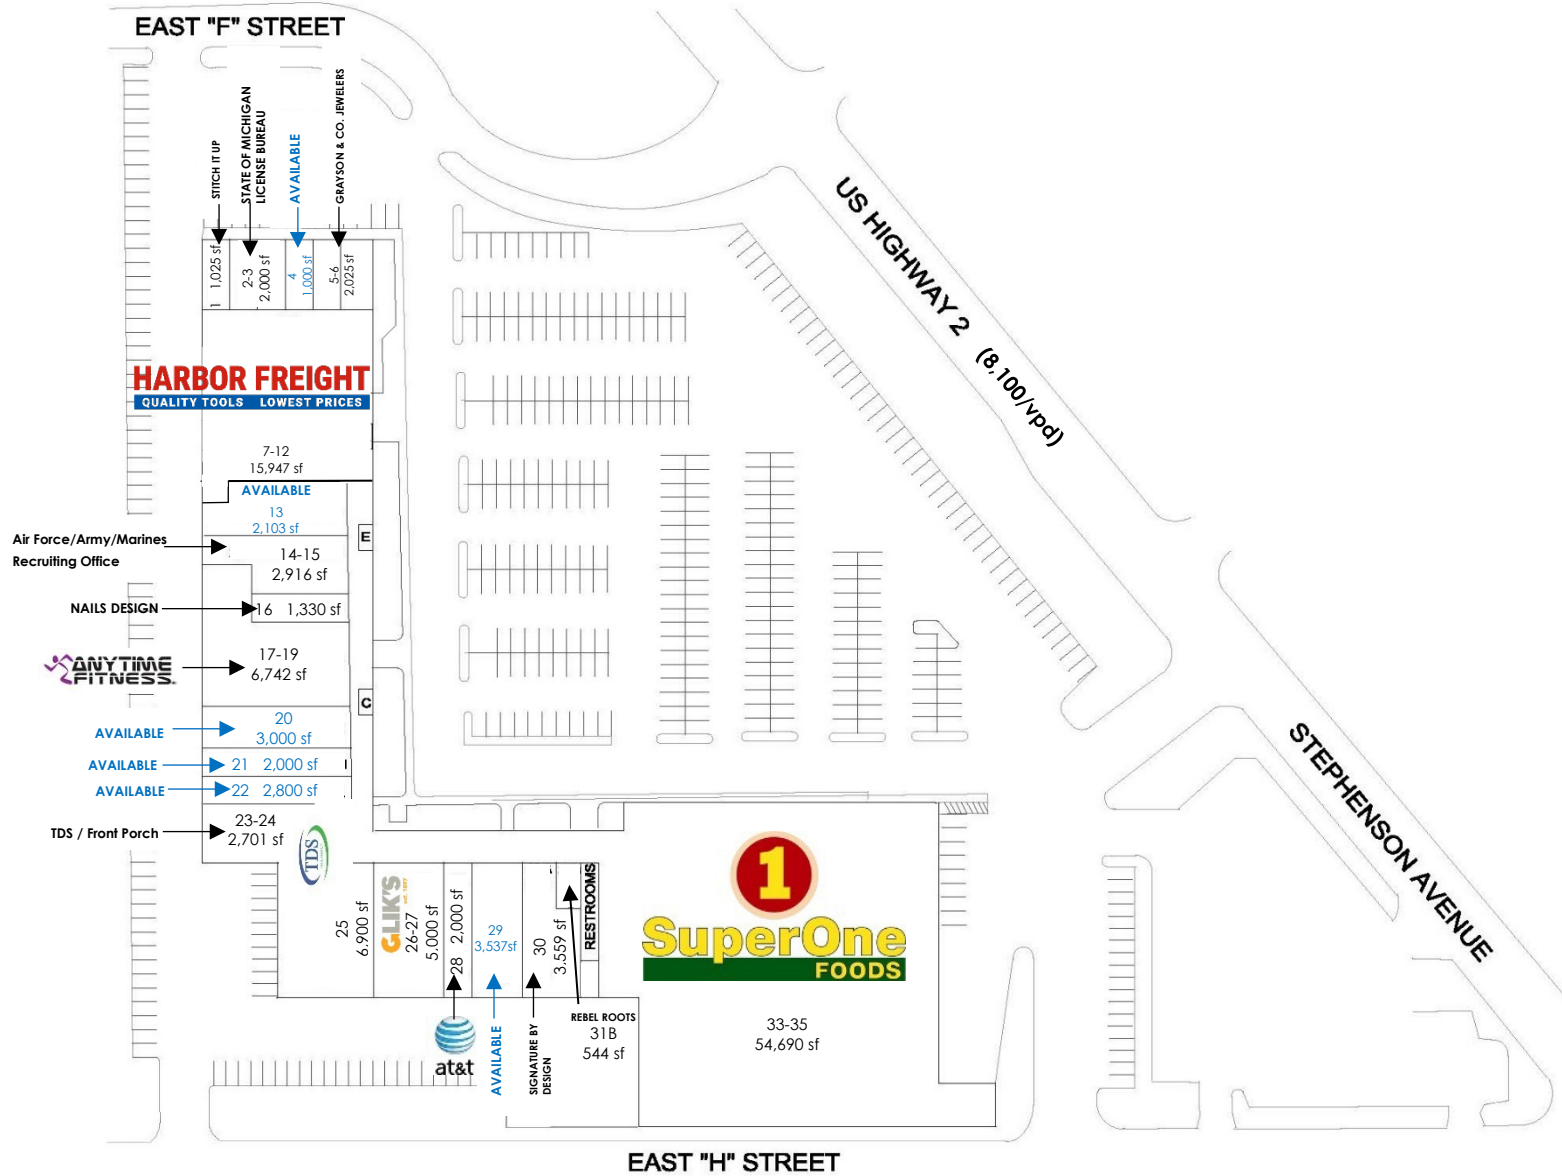 EAST "F" STREET
STITCH IT UP
STATE OF MICHIGAN
LICENSE BUREAU
AVAILABLE
GRAYSON & CO. JEWELERS
1 1,025 sf
2-3
2,000 sf
4
1,000 sf
5-6
2,025 sf
US HIGHWAY 2 (8,100/vpd)
HARBOR FREIGHT
QUALITY TOOLS LOWEST PRICES
7-12
15,947 sf
AVAILABLE
13
2,103 sf
E
Air Force/Army/Marines
Recruiting Office
14-15
2,916 sf
NAILS DESIGN
16 1,330 sf
ANYTIME
FITNESS
17-19
6,742 sf
C
AVAILABLE
20
3,000 sf
AVAILABLE
21 2,000 sf
AVAILABLE
22 2,800 sf
TDS / Front Porch
23-24
2,701 sf
TDS
STEPHENSON AVENUE
25
6.900 sf
GLIK'S
26-27
5.000 sf
28 2,000 sf
29
3,537sf
30
3.559 sf
RESTROOMS
1
SuperOne
FOODS
33-35
54,690 sf
at&t
AVAILABLE
SIGNATURE BY
DESIGN
REBEL ROOTS
31B
544 sf
EAST "H" STREET